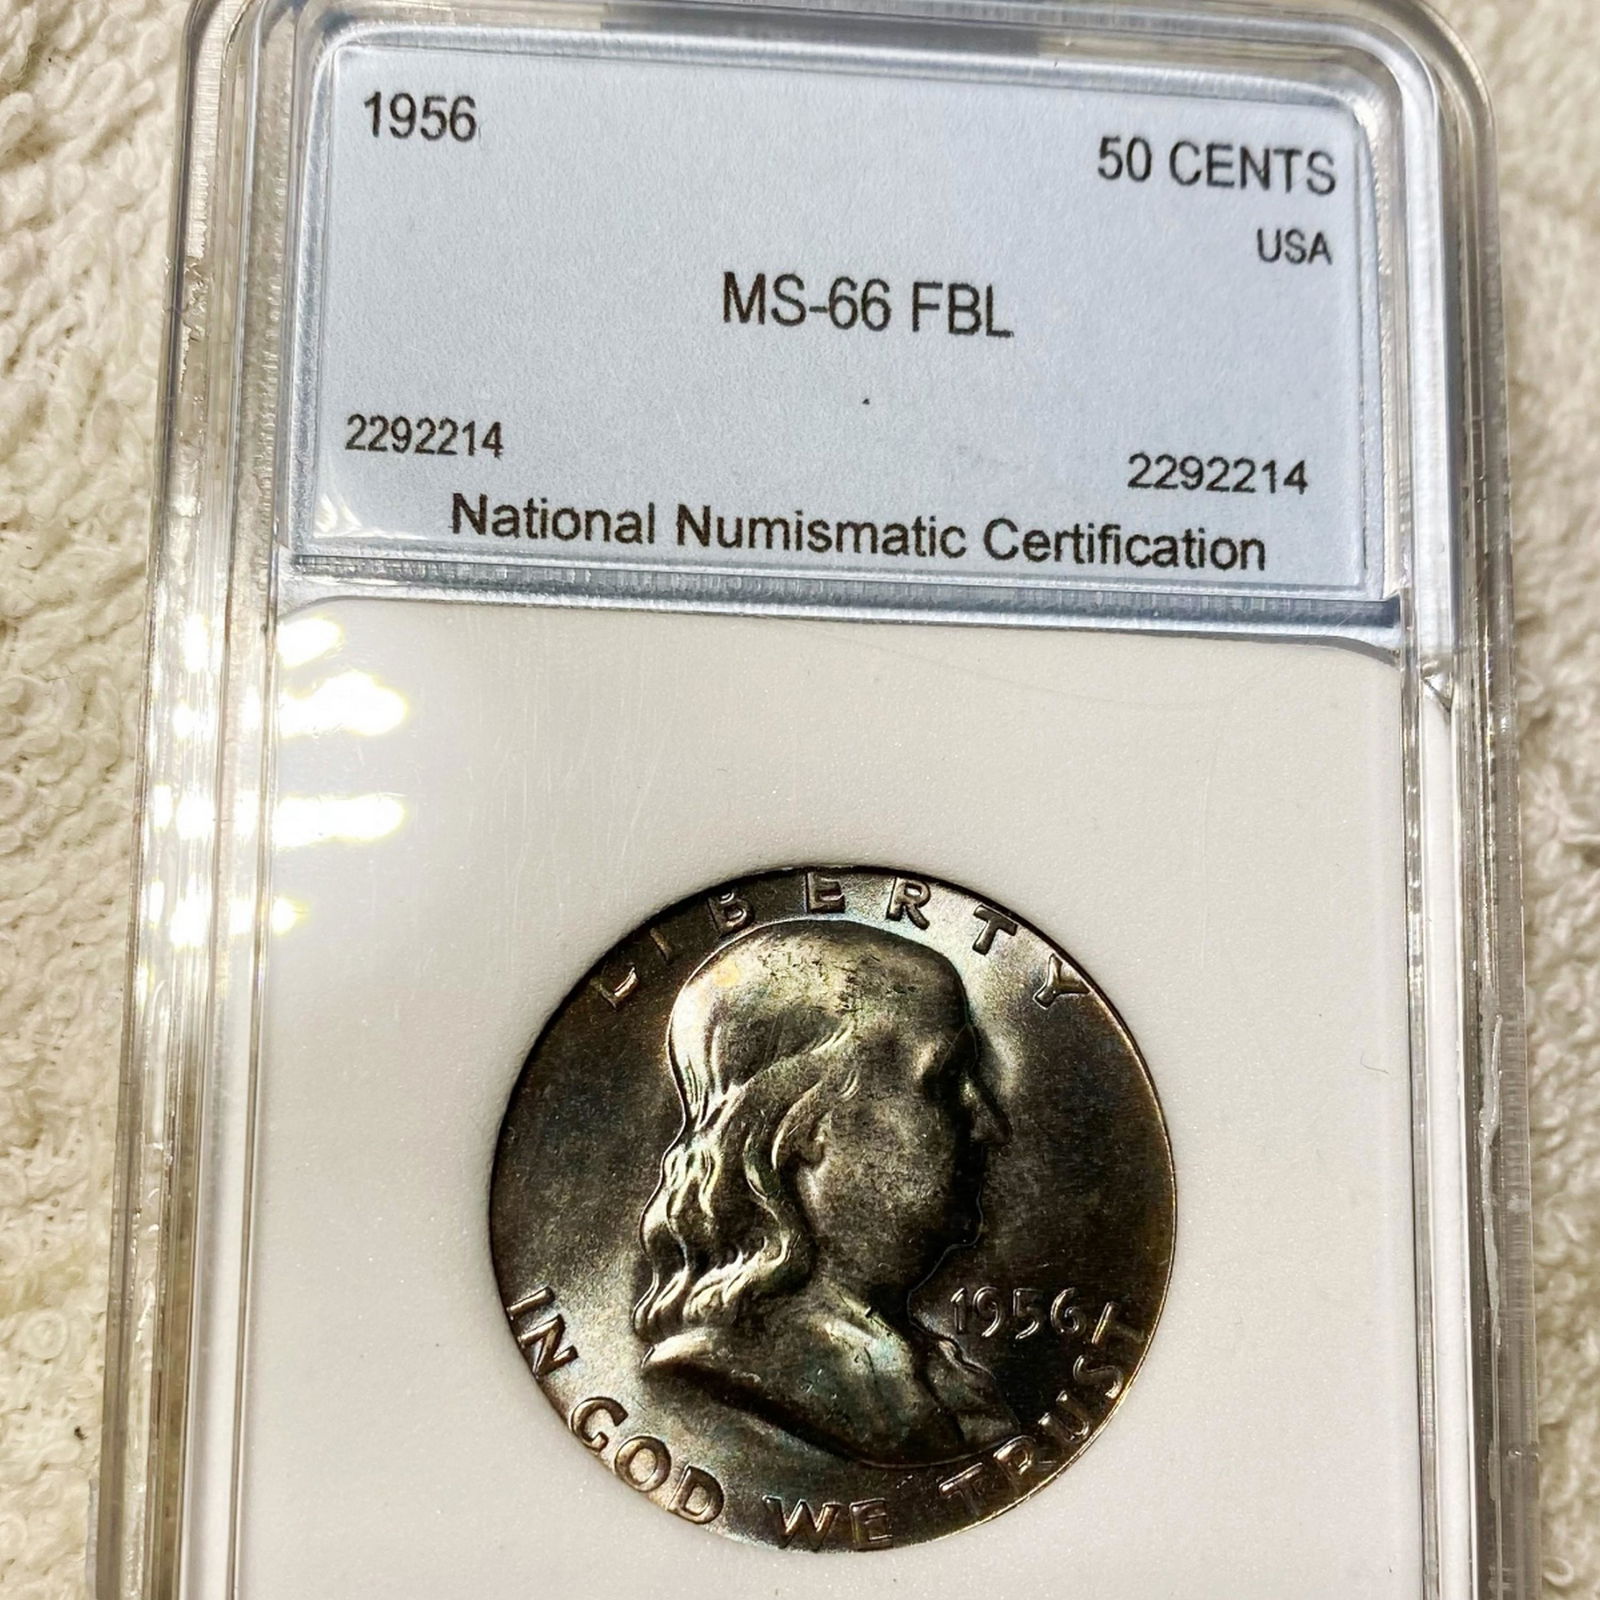 1956
50 CENTS
USA
MS-66 FBL
2292214
2292214
National Numismatic Certification
LIBERTY
1956
IN GOD WE TRUST